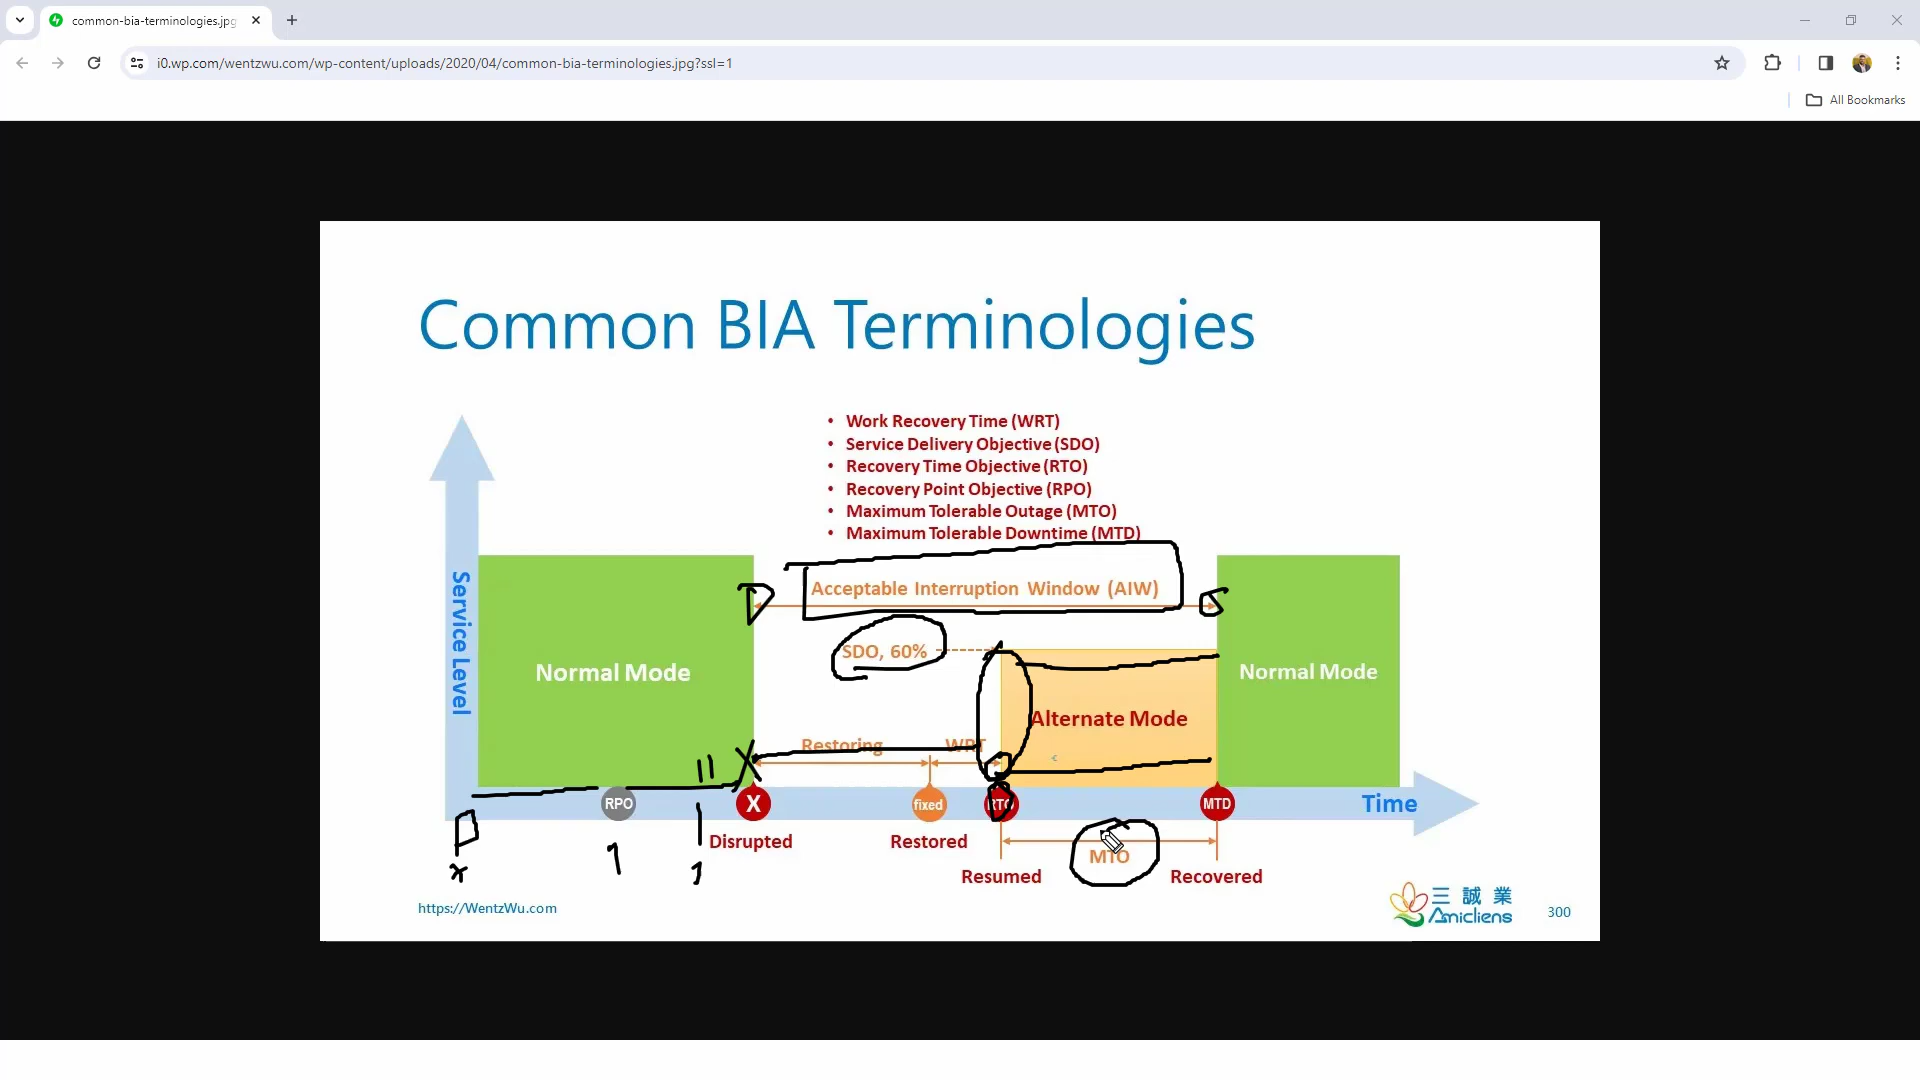 common-bia-terminologies.jpg
i0.wp.com/wentzwu.com/wp-content/uploads/2020/04/common-bia-terminologies.jpg?ssl=1
All Bookmarks
Common BIA Terminologies
• Work Recovery Time (WRT)
• Service Delivery Objective (SDO)
• Recovery Time Objective (RTO)
• Recovery Point Objective (RPO)
• Maximum Tolerable Outage (MTO)
• Maximum Tolerable Downtime (MTD)
Service Level
Acceptable Interruption Window (AIW)
SDO, 60%
Normal Mode
Normal Mode
Alternate Mode
Restoring
WRT
RPO
X
fixed
RTO
MTD
Time
Disrupted
Restored
MTO
Resumed
Recovered
https://WentzWu.com
三誠業
Amicliens
300